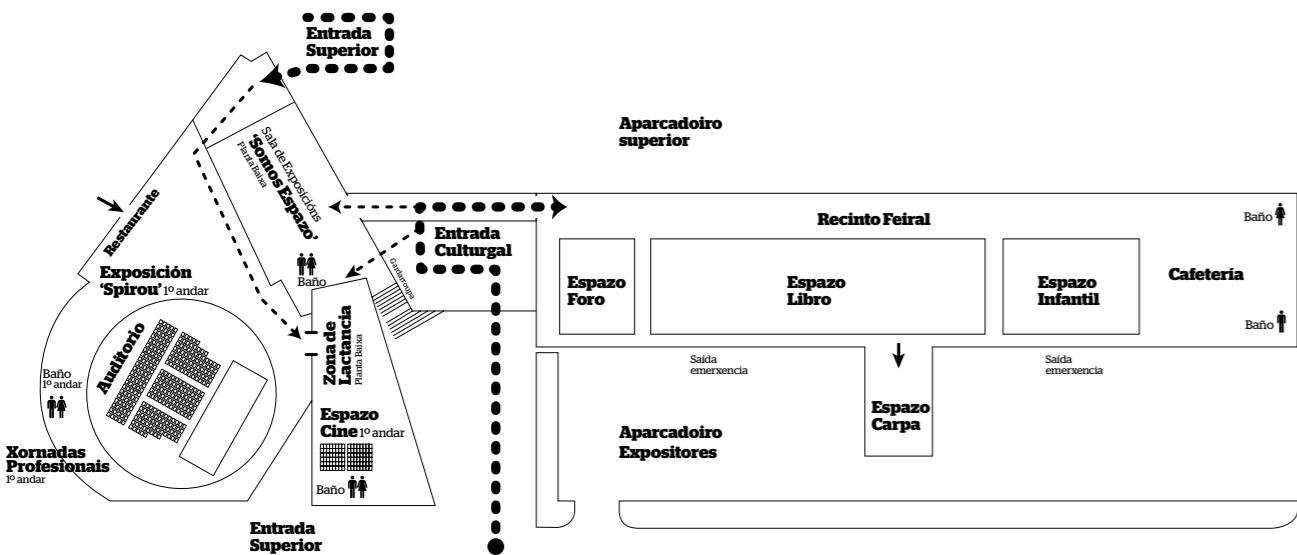 Entrada
Superior
Aparcadoiro
superior
Sala de Exposicións
'Somos Espazo'
Planta Baixa
Restaurante
Recinto Feiral
Baño
Entrada
Culturgal
Gardarroupa
Baño
Exposición
'Spirou' 1º andar
Espazo
Foro
Espazo
Libro
Espazo
Infantil
Cafetería
Baño
Auditorio
Zona de
Lactancia
Planta Baixa
Saída
emerxencia
Saída
emerxencia
Baño
1º andar
Espazo
Carpa
Espazo
Cine 1º andar
Aparcadoiro
Expositores
Xornadas
Profesionais
1º andar
Baño
Entrada
Superior